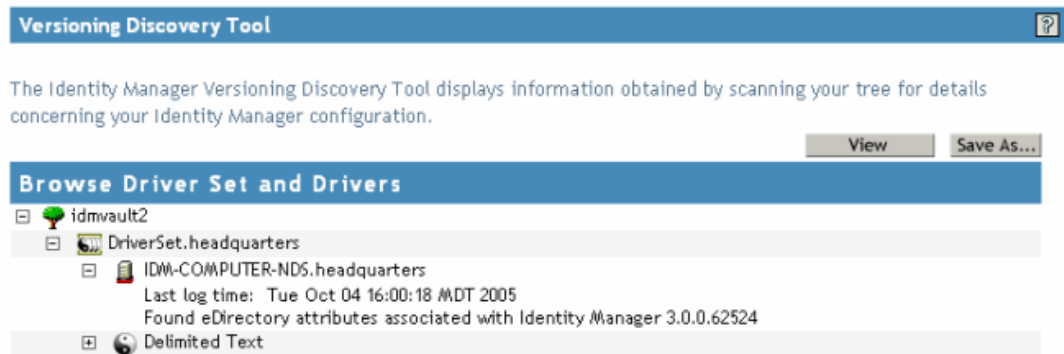 Versioning Discovery Tool
?
The Identity Manager Versioning Discovery Tool displays information obtained by scanning your tree for details
concerning your Identity Manager configuration.
View Save As...
Browse Driver Set and Drivers
idmvault2
DriverSet.headquarters
IDM-COMPUTER-NDS.headquarters
Last log time: Tue Oct 04 16:00:18 MDT 2005
Found eDirectory attributes associated with Identity Manager 3.0.0.62524
Delimited Text